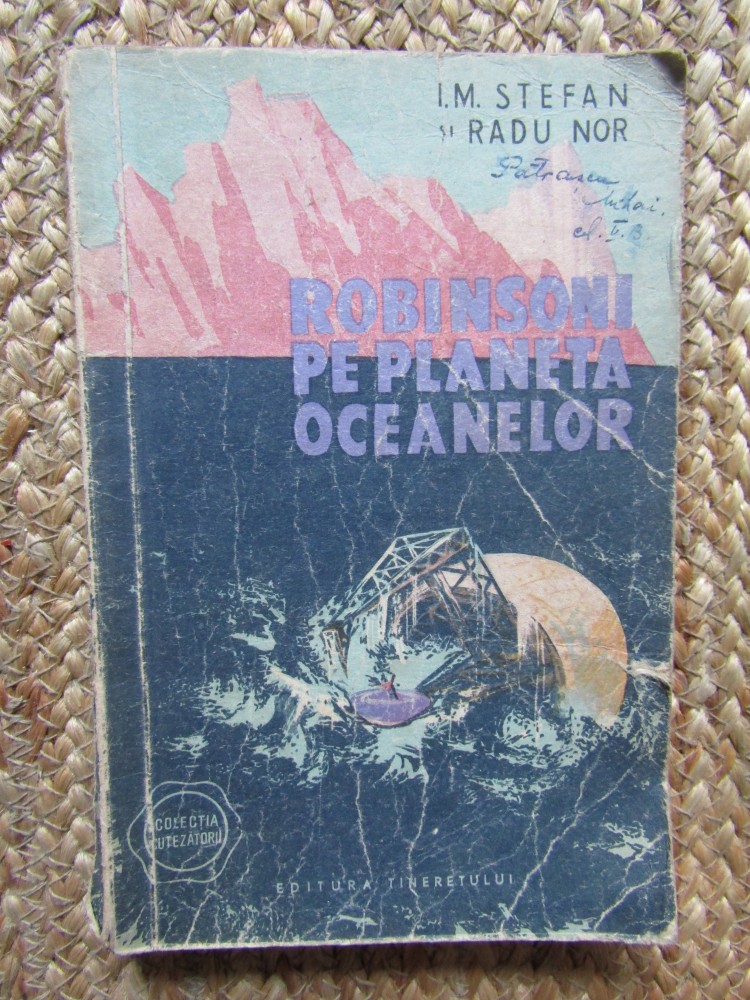 I.M. STEFAN
ȘI RADU NOR
Pătrașcu
Mihai.
cl. V. B
ROBINSONI
PE PLANETA
OCEANELOR
COLECȚIA
CUTEZĂTORII
EDITURA TINERETULUI